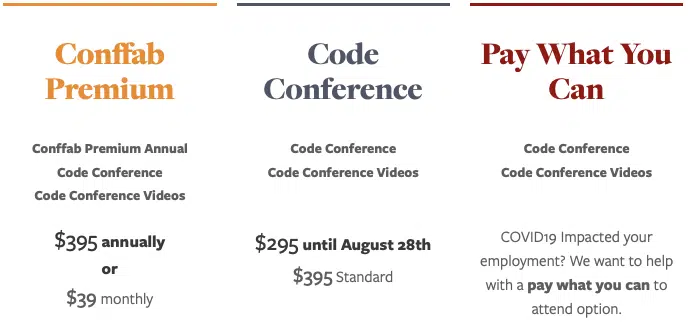 Conffab
Premium
Conffab Premium Annual
Code Conference
Code Conference Videos
$395 annually
or
$39 monthly
Code
Conference
Code Conference
Code Conference Videos
$295 until August 28th
$395 Standard
Pay What You
Can
Code Conference
Code Conference Videos
COVID19 Impacted your
employment? We want to help
with a pay what you can to
attend option.